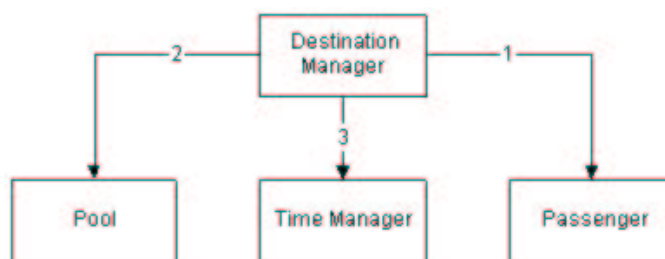 Destination
Manager
2
1
3
Pool
Time Manager
Passenger